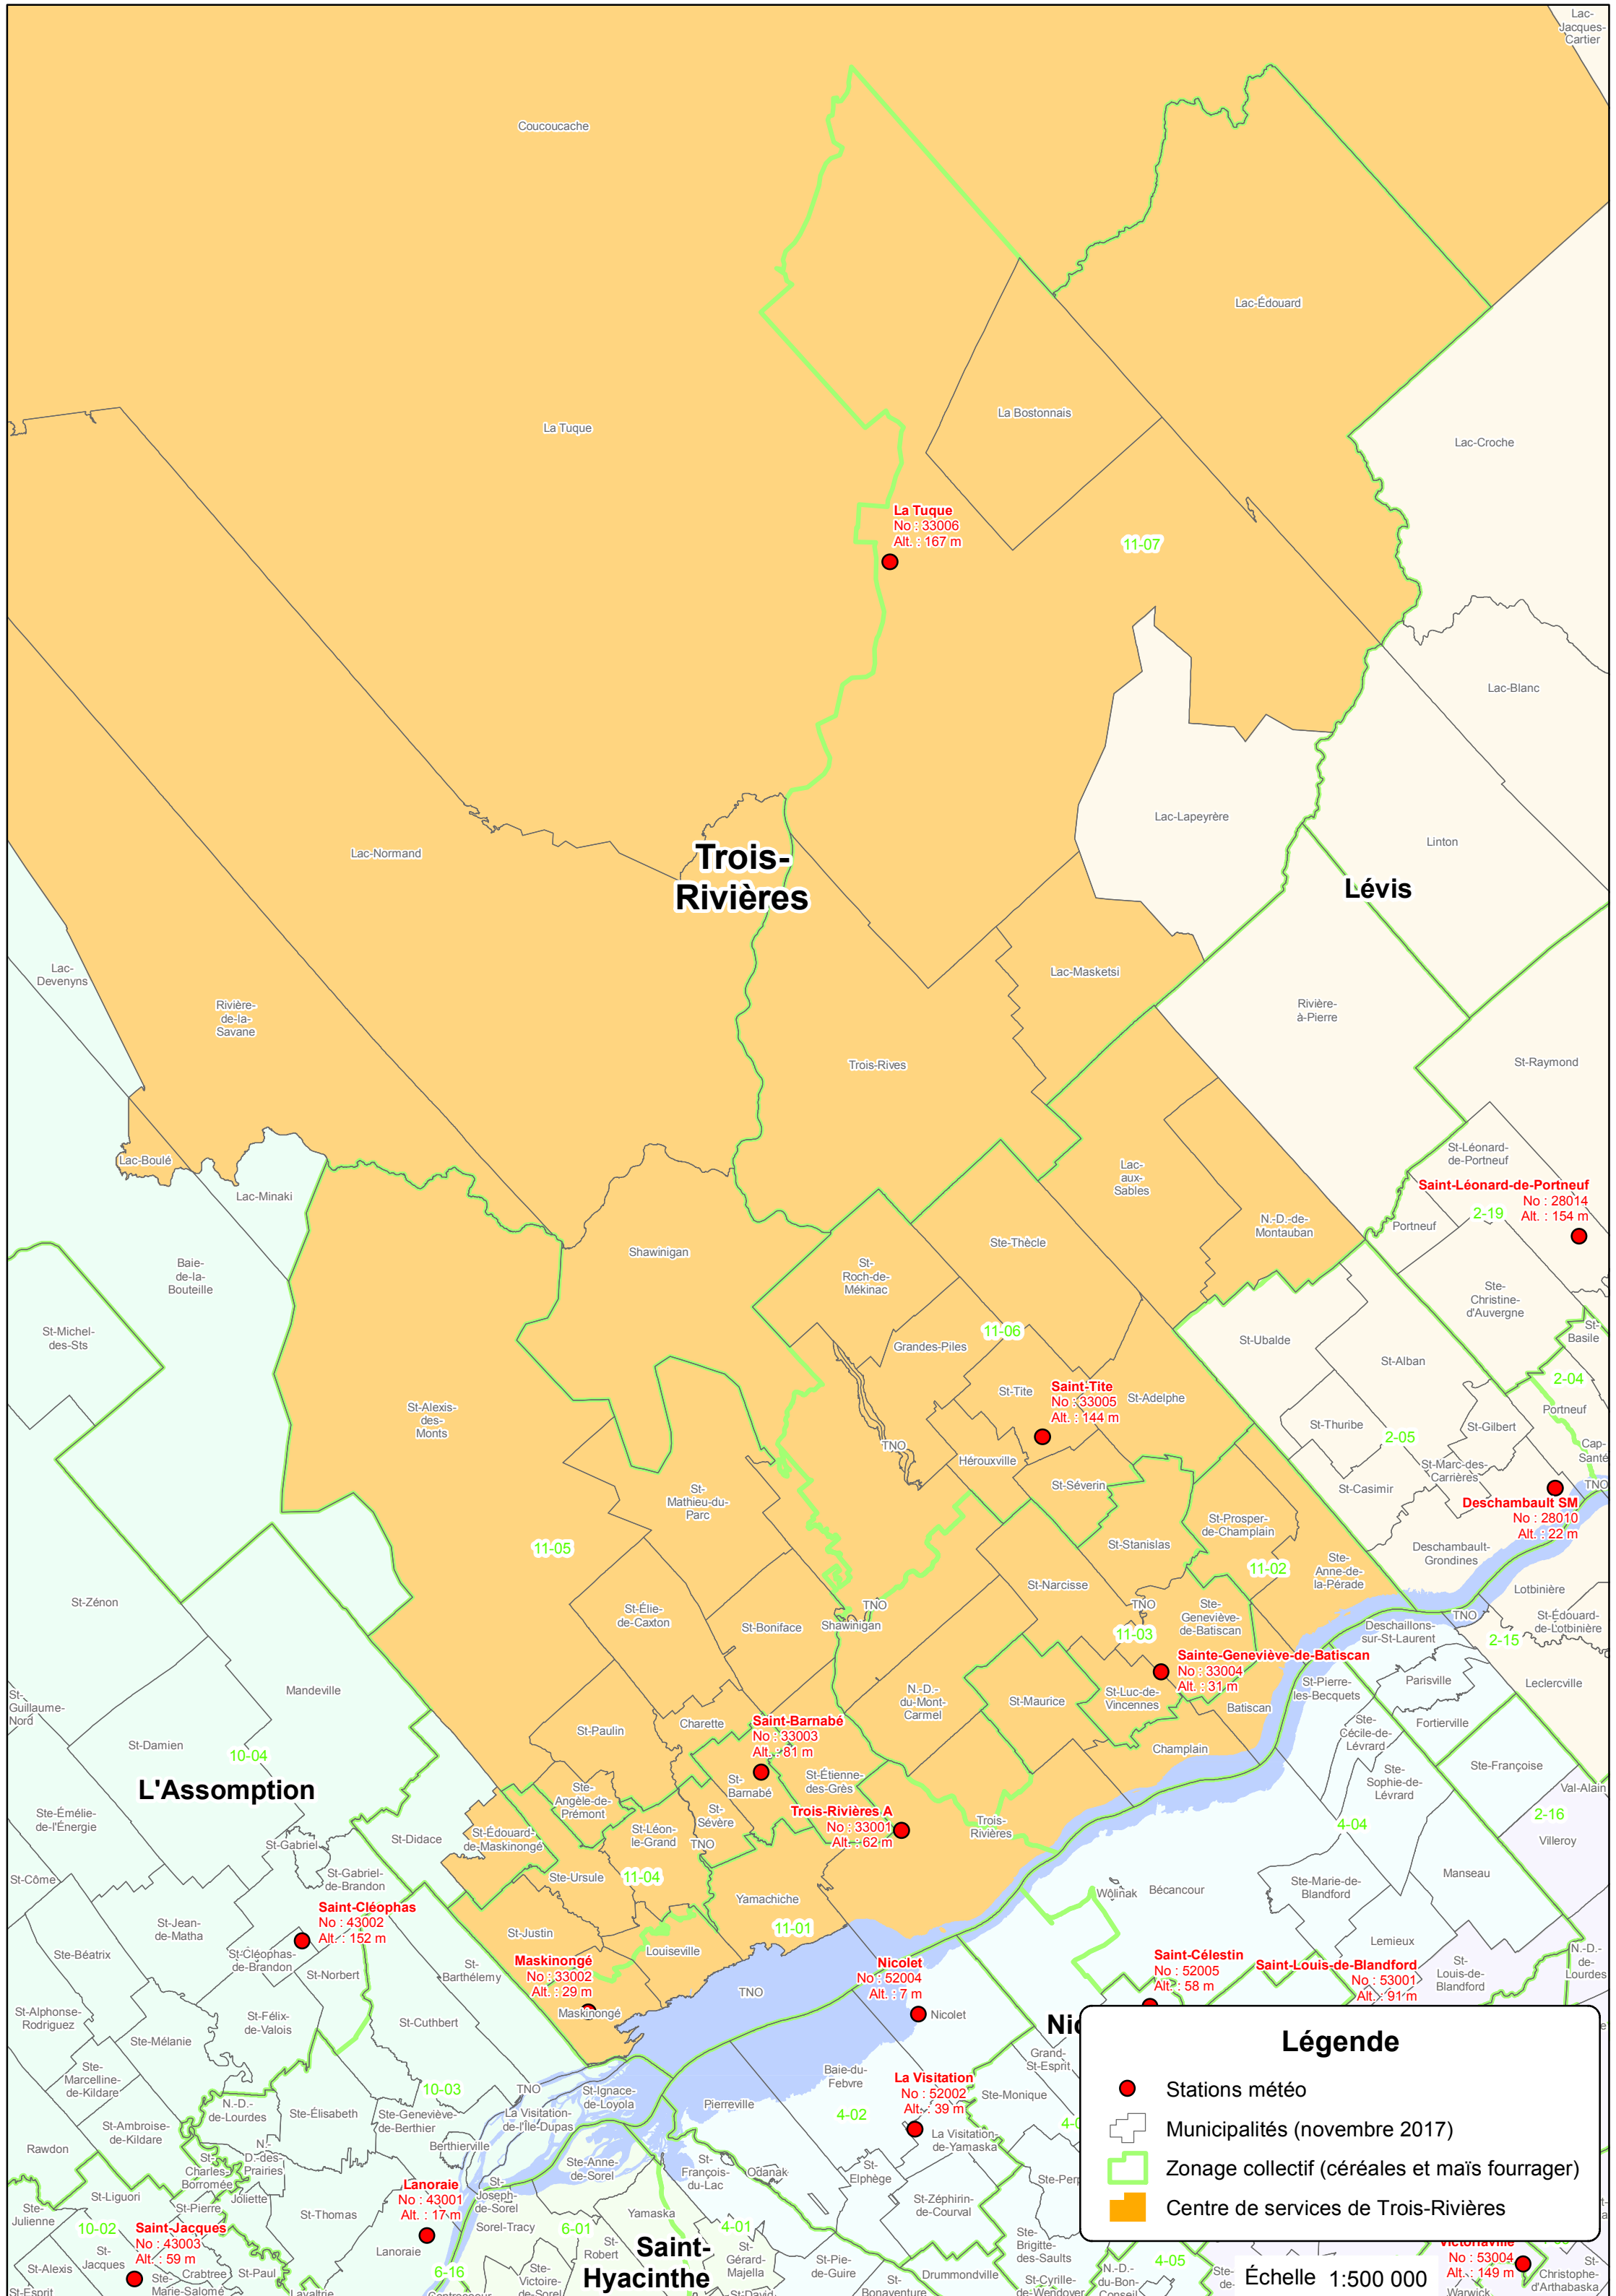 Lac-
Jacques-
Cartier
Coucoucache
Lac-Édouard
La Bostonnais
La Tuque
Lac-Croche
La Tuque
No : 33006
Alt. : 167 m
11-07
Lac-Blanc
Lac-Lapeyrère
Linton
Lac-Normand
Trois-
Rivières
Lévis
Lac-
Devenyns
Lac-Masketsi
Rivière-
de-la-
Savane
Rivière-
à-Pierre
Trois-Rives
St-Raymond
Lac-Boulé
St-Léonard-
de-Portneuf
Lac-
aux-
Sables
Saint-Léonard-de-Portneuf
No : 28014
Alt. : 154 m
2-19
Lac-Minaki
N.-D.-de-
Montauban
Portneuf
Ste-Thècle
Shawinigan
Baie-
de-la-
Bouteille
St-
Roch-de-
Mékinac
Ste-
Christine-
d'Auvergne
St-Michel-
des-Sts
11-06
St-
Basile
St-Ubalde
Grandes-Piles
St-Alban
2-04
Saint-Tite
No : 33005
Alt. : 144 m
St-Tite
St-Adelphe
St-Alexis-
des-
Monts
Portneuf
St-Thuribe
St-Gilbert
2-05
TNO
Cap-
Santé
Hérouxville
St-Marc-des-
Carrières
St-Séverin
St-Casimir
TNO
St-
Mathieu-du-
Parc
Deschambault SM
No : 28010
Alt. : 22 m
St-Prosper-
de-Champlain
St-Stanislas
11-05
Deschambault-
Grondines
11-02
Ste-
Anne-de-
la-Pérade
St-Narcisse
Lotbinière
St-Zénon
TNO
TNO
Ste-
Geneviève-
de-Batiscan
TNO
St-Élie-
de-Caxton
St-Boniface
Shawinigan
Deschaillons-
sur-St-Laurent
St-Édouard-
de-Lotbinière
11-03
2-15
Sainte-Geneviève-de-Batiscan
No : 33004
Alt. : 31 m
Parisville
Leclercville
St-Pierre-
les-Becquets
Mandeville
N.-D.-
du-Mont-
Carmel
St-Maurice
St-Luc-de-
Vincennes
Batiscan
St-
Guillaume-
Nord
Saint-Barnabé
No : 33003
Alt. : 81 m
Charette
St-Paulin
Ste-
Cécile-de-
Lévrard
Fortierville
St-Damien
10-04
Champlain
Ste-Françoise
L'Assomption
St-
Barnabé
St-Étienne-
des-Grès
Ste-
Sophie-de-
Lévrard
Val-Alain
Ste-
Angèle-de-
Prémont
St-
Sévère
Trois-Rivières A
No : 33001
Alt. : 62 m
Trois-
Rivières
2-16
Ste-Émélie-
de-l'Énergie
4-04
St-Édouard-
de-Maskinongé
St-Léon-
le-Grand
TNO
St-Didace
St-Gabriel
Villeroy
Ste-Ursule
11-04
Manseau
St-Côme
St-Gabriel-
de-Brandon
Ste-Marie-de-
Blandford
Wôlinak
Bécancour
Yamachiche
Saint-Cléophas
No : 43002
Alt. : 152 m
11-01
St-Jean-
de-Matha
St-Justin
Lemieux
Ste-Béatrix
St-Cléophas-
de-Brandon
Louiseville
Saint-Célestin
No : 52005
Alt. : 58 m
Saint-Louis-de-Blandford
No : 53001
Alt. : 91 m
N.-D.-
de-
Lourdes
St-
Louis-de-
Blandford
Maskinongé
No : 33002
Alt. : 29 m
Nicolet
No : 52004
Alt. : 7 m
St-
Barthélemy
St-Norbert
TNO
Maskinongé
Nicolet
St-Alphonse-
Rodriguez
St-Félix-
de-Valois
St-Cuthbert
Nic
Ste-Mélanie
Grand-
St-Esprit
Ste-
Marcelline-
de-Kildare
Baie-du-
Febvre
La Visitation
No : 52002
Alt. : 39 m
10-03
TNO
St-Ignace-
de-Loyola
Ste-Monique
N.-D.-
de-Lourdes
Ste-Élisabeth
Ste-Geneviève-
de-Berthier
La Visitation-
de-l'Île-Dupas
Pierreville
4-02
St-Ambroise-
de-Kildare
La Visitation-
de-Yamaska
Rawdon
N.-
D.-des-
Prairies
Berthierville
Ste-Anne-
de-Sorel
St-
François-
du-Lac
Odanak
St-
Elphège
St-
Charles-
Borromée
Lanoraie
No : 43001
Alt. : 17 m
St-
Joseph-
de-Sorel
St-Liguori
St-Pierre
Joliette
St-Zéphirin-
de-Courval
Ste-
Julienne
St-Thomas
Yamaska
10-02
Saint-Jacques
No : 43003
Alt. : 59 m
Sorel-Tracy
6-01
4-01
Lanoraie
St-
Robert
Saint-
Hyacinthe
St-
Gérard-
Majella
Ste-
Brigitte-
des-Saults
St-Alexis
St-
Jacques
Crabtree
St-Paul
6-16
Ste-
Victoire-
de-Sorel
St-Pie-
de-Guire
Drummondville
4-05
Ste-
Marie-Salomé
St-Esprit
St-
Bonaventure
St-Cyrille-
de-Wendover
N.-D.-
du-Bon-
Conseil
Légende
Stations météo
Municipalités (novembre 2017)
Zonage collectif (céréales et maïs fourrager)
Centre de services de Trois-Rivières
Victoriaville
No : 53004
Alt. : 149 m
Échelle 1:500 000
Warwick
Christophe-
d'Arthabaska